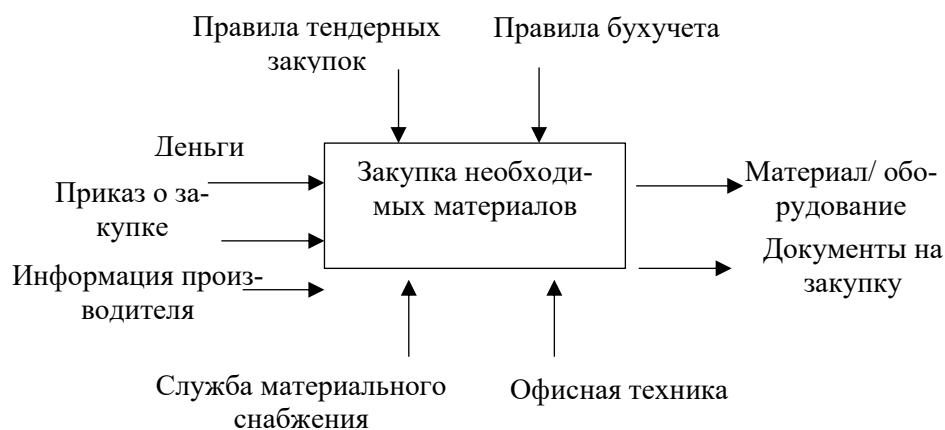 Правила тендерных
закупок
Правила бухучета
Деньги
Приказ о за-
купке
Информация произ-
водителя
Закупка необходи-
мых материалов
Материал/ обо-
рудование
Документы на
закупку
Служба материального
снабжения
Офисная техника